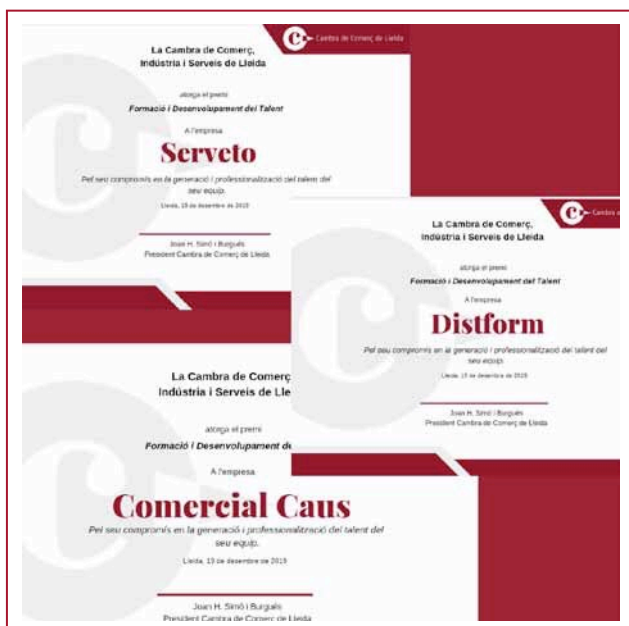 Cambra de Comerç de Lleida
La Cambra de Comerç,
Indústria i Serveis de Lleida
atorga el premi
Formació i Desenvolupament del Talent
A l'empresa
Serveto
Pel seu compromís en la generació i professionalització del talent del
seu equip.
Lleida, 19 de desembre de 2019
Joan H. Simó i Burgués
President Cambra de Comerç de Lleida
Cambra
La Cambra de Comerç,
Indústria i Serveis de Lleida
atorga el premi
Formació i Desenvolupament del Talent
A l'empresa
Distform
Pel seu compromís en la generació i professionalització del talent del
seu equip.
Lleida, 19 de desembre de 2019
Joan H. Simó i Burgués
President Cambra de Comerç de Lleida
La Cambra de Comerç
Indústria i Serveis de Lle
atorga el premi
Formació i Desenvolupament de
A l'empresa
Comercial Caus
Pel seu compromís en la generació i professionalització del talent del
seu equip.
Lleida, 19 de desembre de 2019
Joan H. Simó i Burgués
President Cambra de Comerç de Lleida